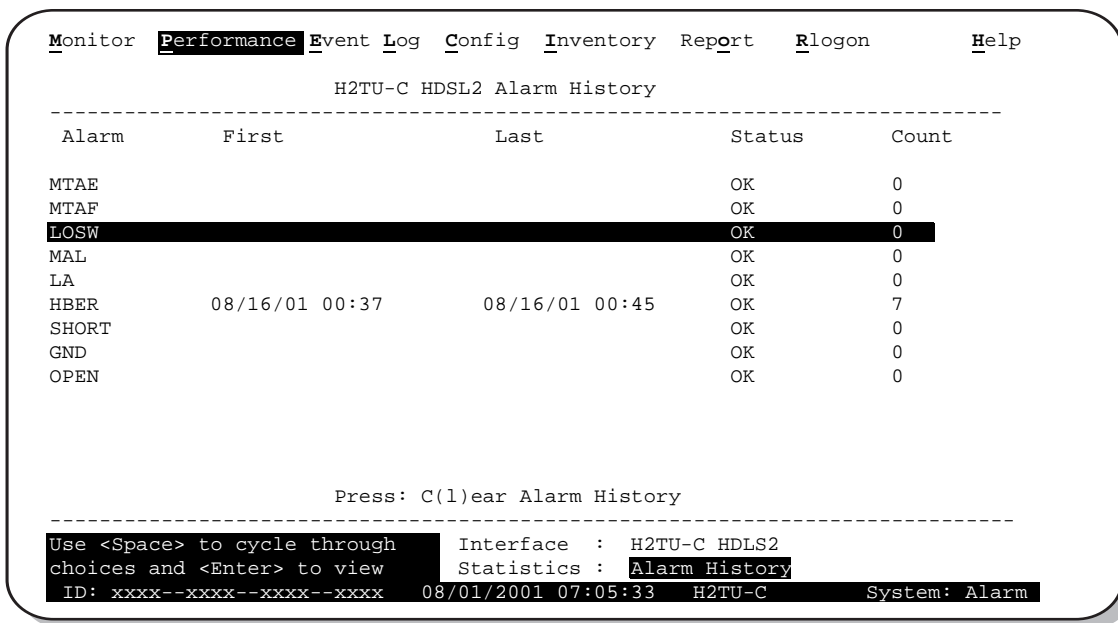 Monitor Performance Event Log Config Inventory Report Rlogon Help
H2TU-C HDSL2 Alarm History
--------------------------------------------------------------------------------
Alarm First Last Status Count
MTAE OK 0
MTAF OK 0
LOSW OK 0
MAL OK 0
LA OK 0
HBER 08/16/01 00:37 08/16/01 00:45 OK 7
SHORT OK 0
GND OK 0
OPEN OK 0
Press: C(l)ear Alarm History
--------------------------------------------------------------------------------
Use <Space> to cycle through Interface : H2TU-C HDLS2
choices and <Enter> to view Statistics : Alarm History
ID: xxxx--xxxx--xxxx--xxxx 08/01/2001 07:05:33 H2TU-C System: Alarm